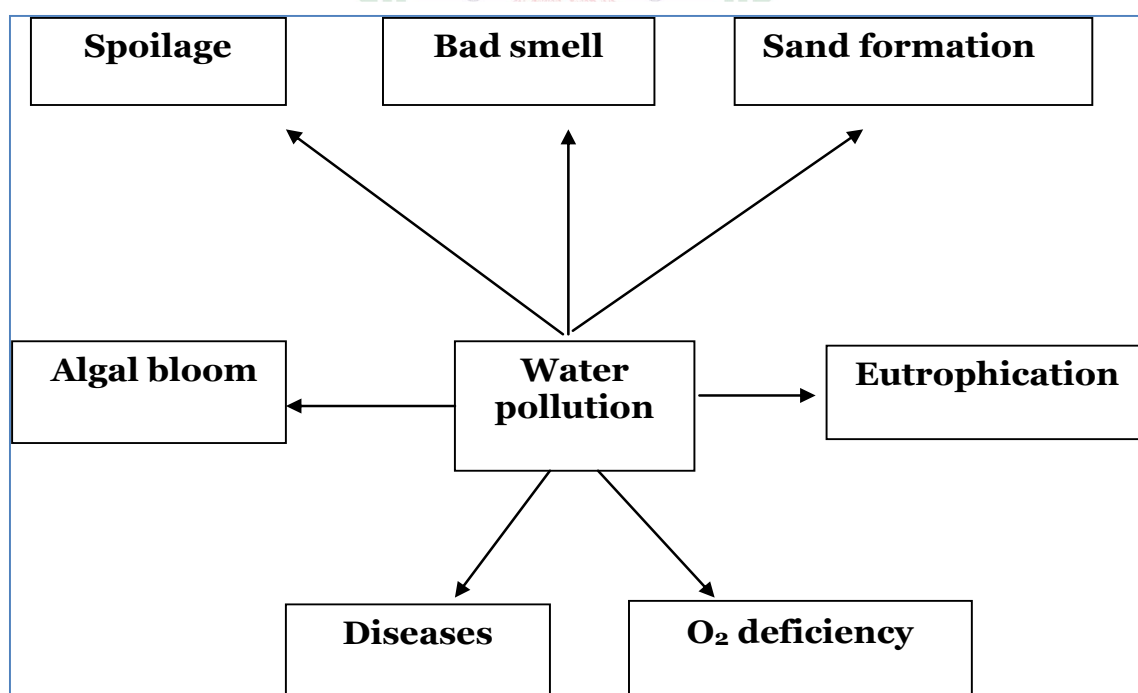 Spoilage
Bad smell
Sand formation
Algal bloom
Water
pollution
Eutrophication
Diseases
O₂ deficiency